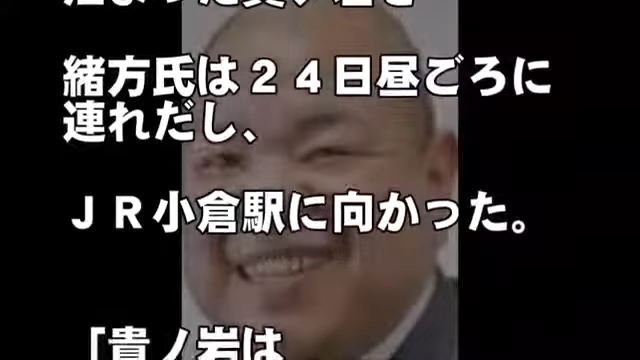 緒方氏は２４日昼ごろに
連れだし、
ＪＲ小倉駅に向かった。
「貴ノ岩は